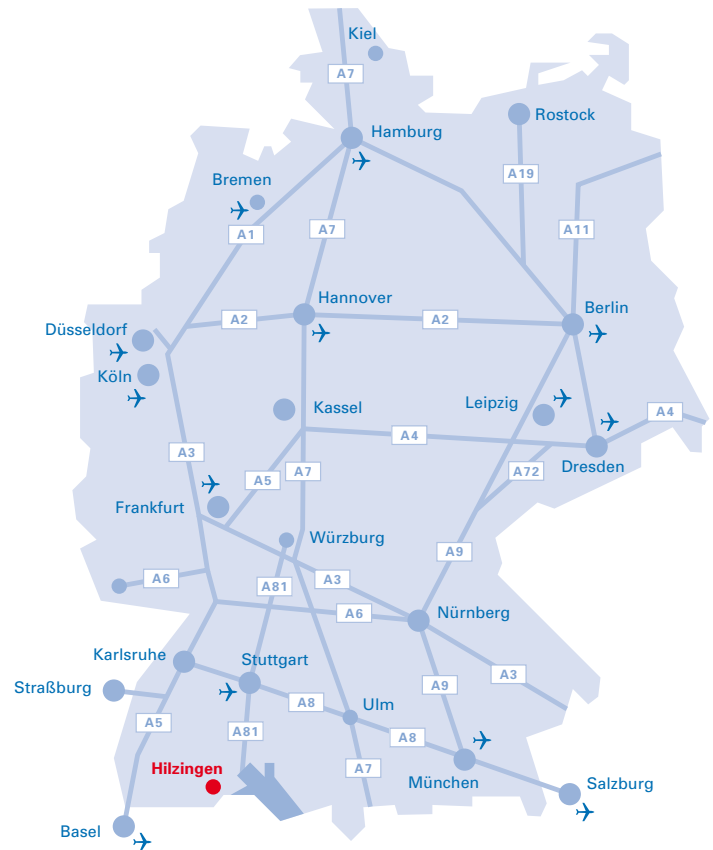 Kiel
A7
Hamburg
Rostock
Bremen
A19
A1
A7
A11
Hannover
A2
A2
Berlin
Düsseldorf
Köln
Kassel
Leipzig
A4
A4
A3
A5
A7
A72
Dresden
Frankfurt
Würzburg
A9
A6
A81
A3
A6
Nürnberg
Karlsruhe
Stuttgart
A3
Straßburg
A9
A8
Ulm
A5
A81
A8
Hilzingen
A7
München
Salzburg
Basel